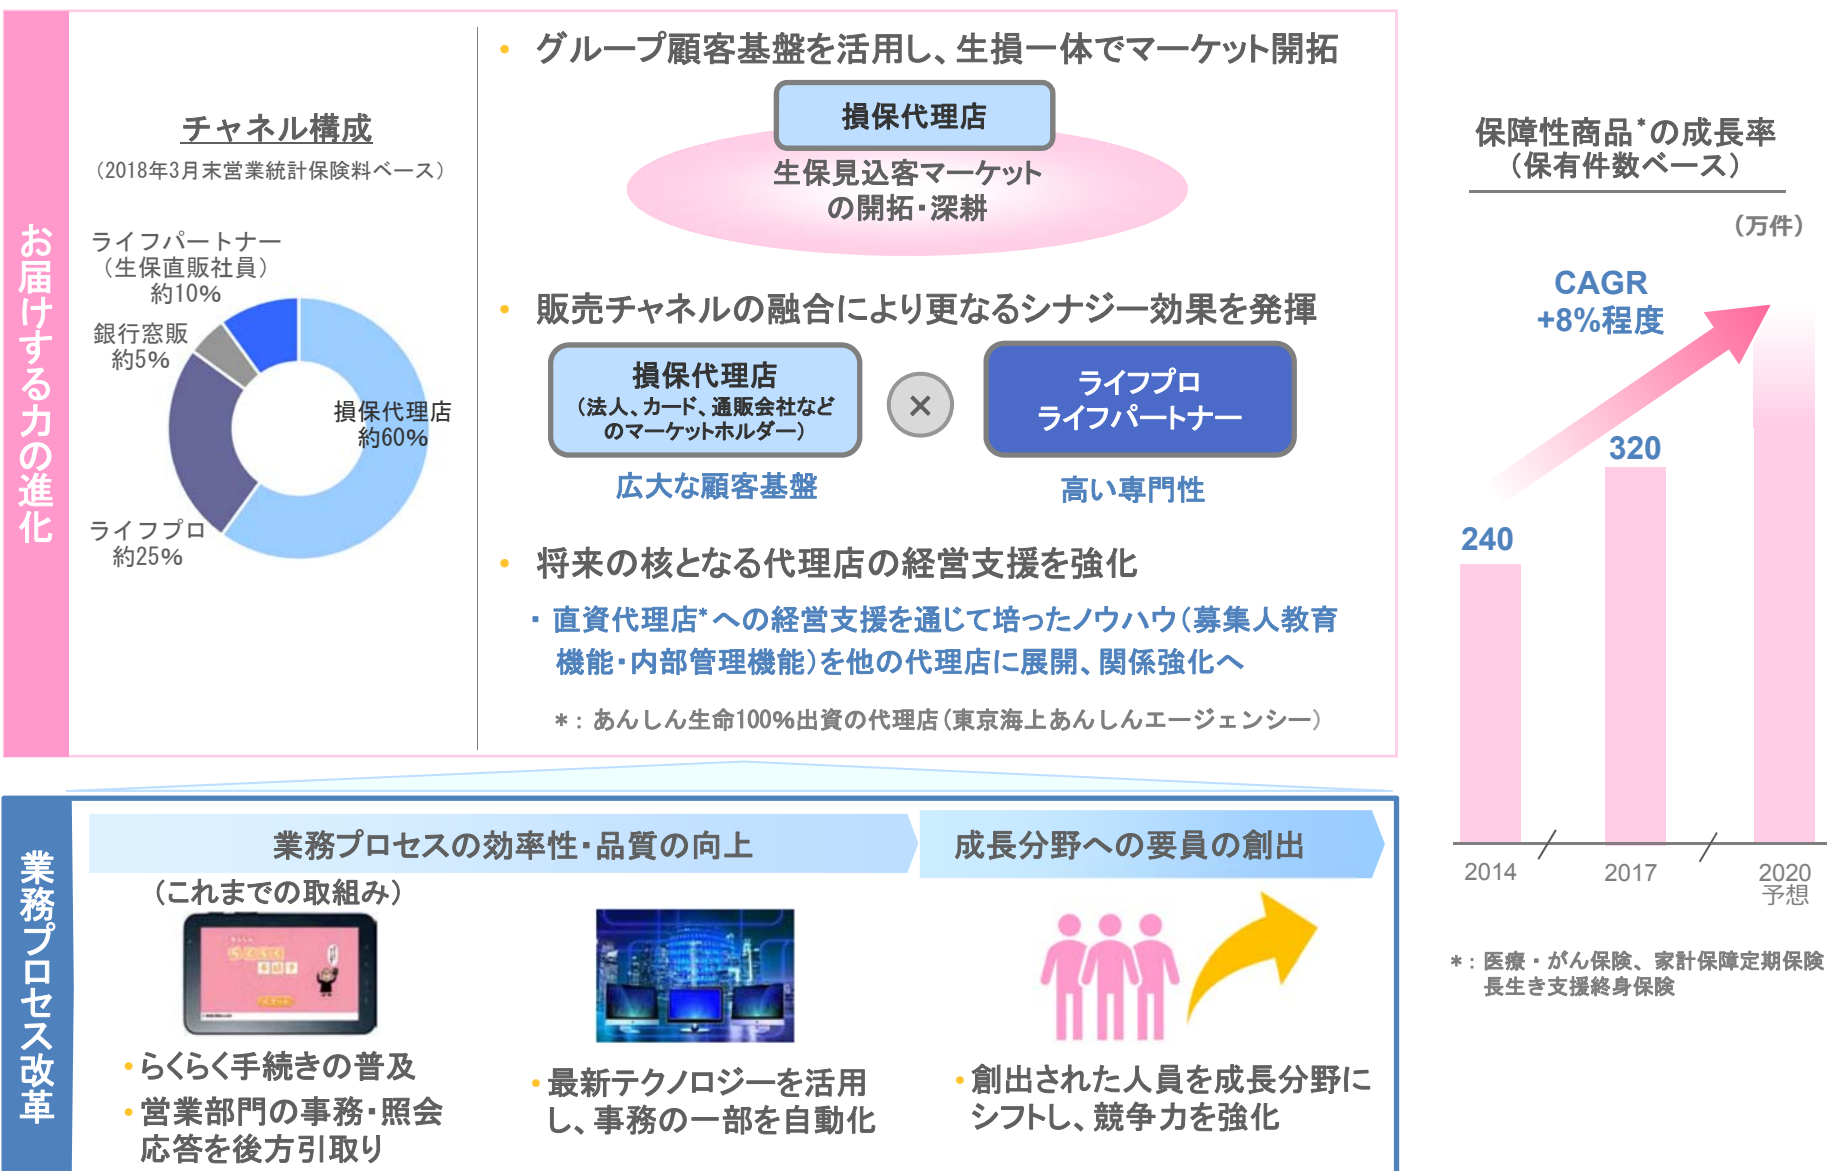 お届けする力の進化
チャネル構成
（2018年3月末営業統計保険料ベース）
ライフパートナー
（生保直販社員）
約10%
銀行窓販
約5%
損保代理店
約60%
ライフプロ
約25%
• グループ顧客基盤を活用し、生損一体でマーケット開拓
損保代理店
生保見込客マーケット
の開拓・深耕
• 販売チャネルの融合により更なるシナジー効果を発揮
損保代理店
（法人、カード、通販会社など
のマーケットホルダー）
×
ライフプロ
ライフパートナー
広大な顧客基盤
高い専門性
• 将来の核となる代理店の経営支援を強化
・直資代理店*への経営支援を通じて培ったノウハウ（募集人教育
機能・内部管理機能）を他の代理店に展開、関係強化へ
*：あんしん生命100%出資の代理店（東京海上あんしんエージェンシー）
保障性商品*の成長率
（保有件数ベース）
（万件）
CAGR
+8%程度
320
240
2014
2017
2020
予想
*：医療・がん保険、家計保障定期保険
長生き支援終身保険
業務プロセス改革
業務プロセスの効率性・品質の向上
成長分野への要員の創出
（これまでの取組み）
らくらく
手続き
•らくらく手続きの普及
•営業部門の事務・照会
応答を後方引取り
•最新テクノロジーを活用
し、事務の一部を自動化
•創出された人員を成長分野に
シフトし、競争力を強化